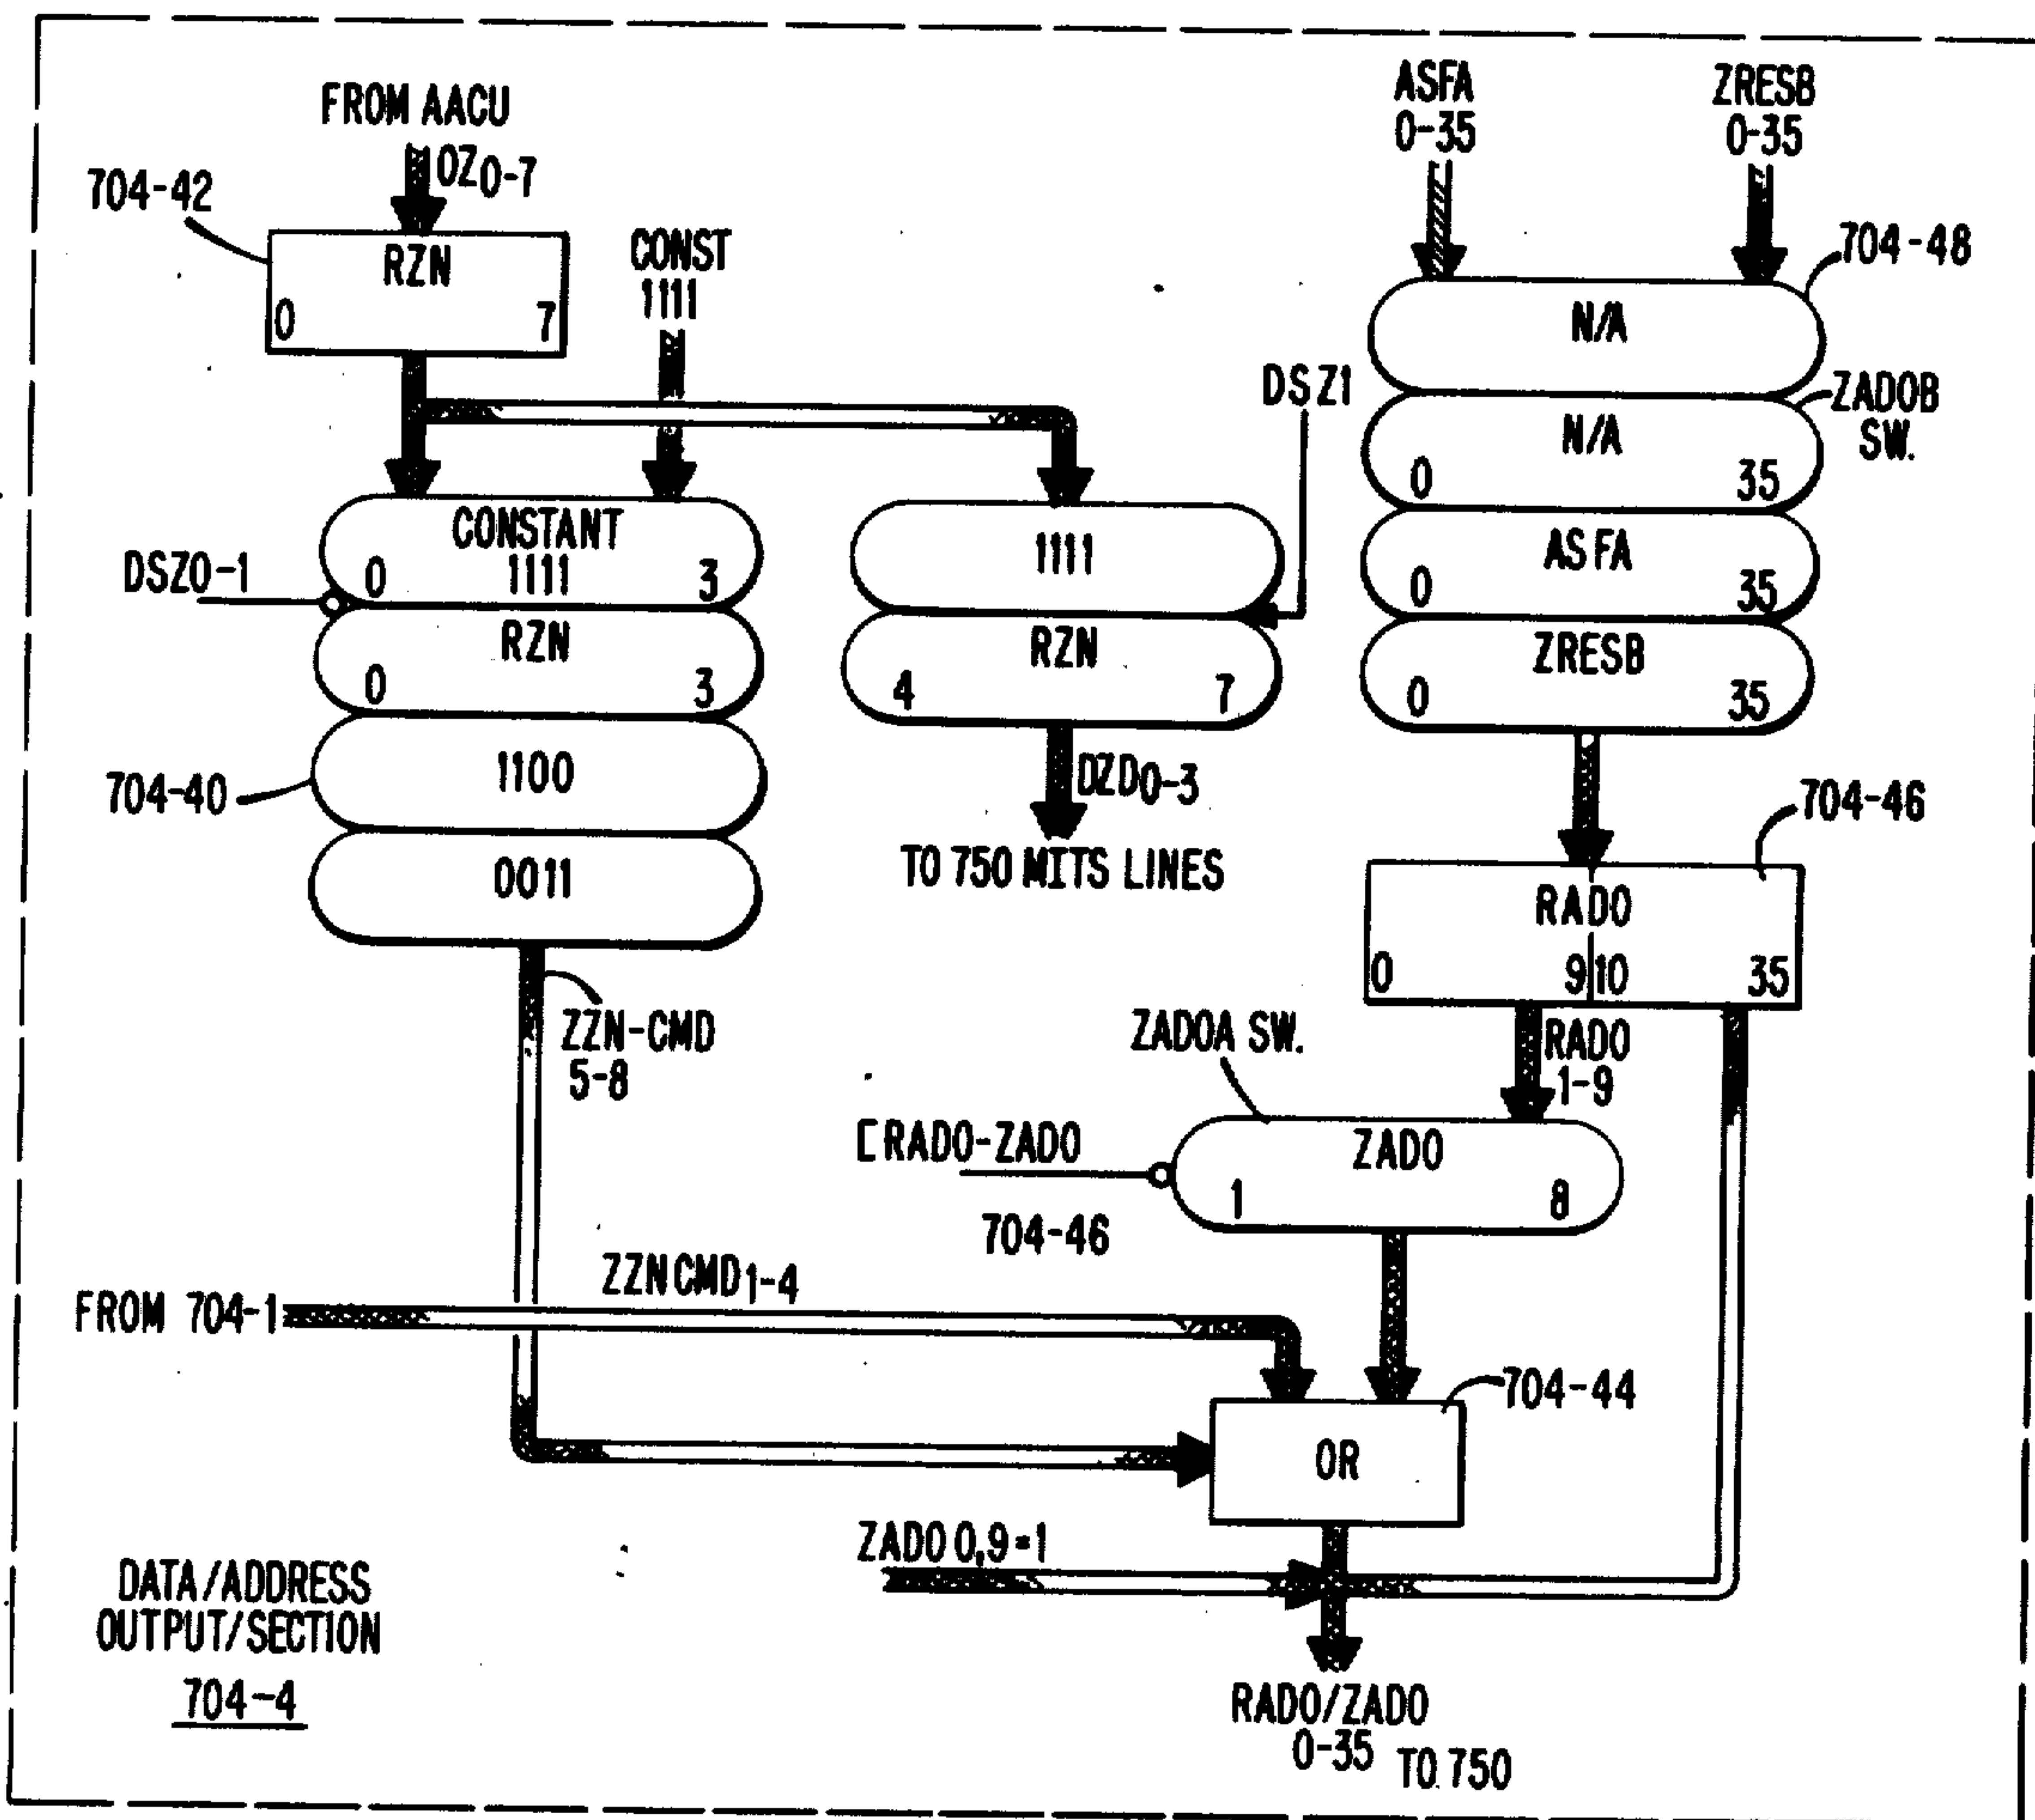 FROM AACU
OZ0-7
704-42
RZN
0 7
CONST
1111
ASFA
0-35
ZRESB
0-35
704-48
N/A
ZADOB
SW.
N/A
0 35
ASFA
0 35
ZRESB
0 35
DSZ1
DSZ0-1
CONSTANT
0 1111 3
RZN
0 3
1100
704-40
0011
1111
RZN
4 7
DZD0-3
TO 750 MITS LINES
704-46
RADO
0 9 10 35
RADO
1-9
ZZN-CMD
5-8
ZADOA SW.
[RADO-ZADO
ZADO
1 8
704-46
ZZNCMD1-4
FROM 704-1
704-44
OR
ZADO 0,9=1
DATA/ADDRESS
OUTPUT/SECTION
704-4
RADO/ZADO
0-35 TO 750